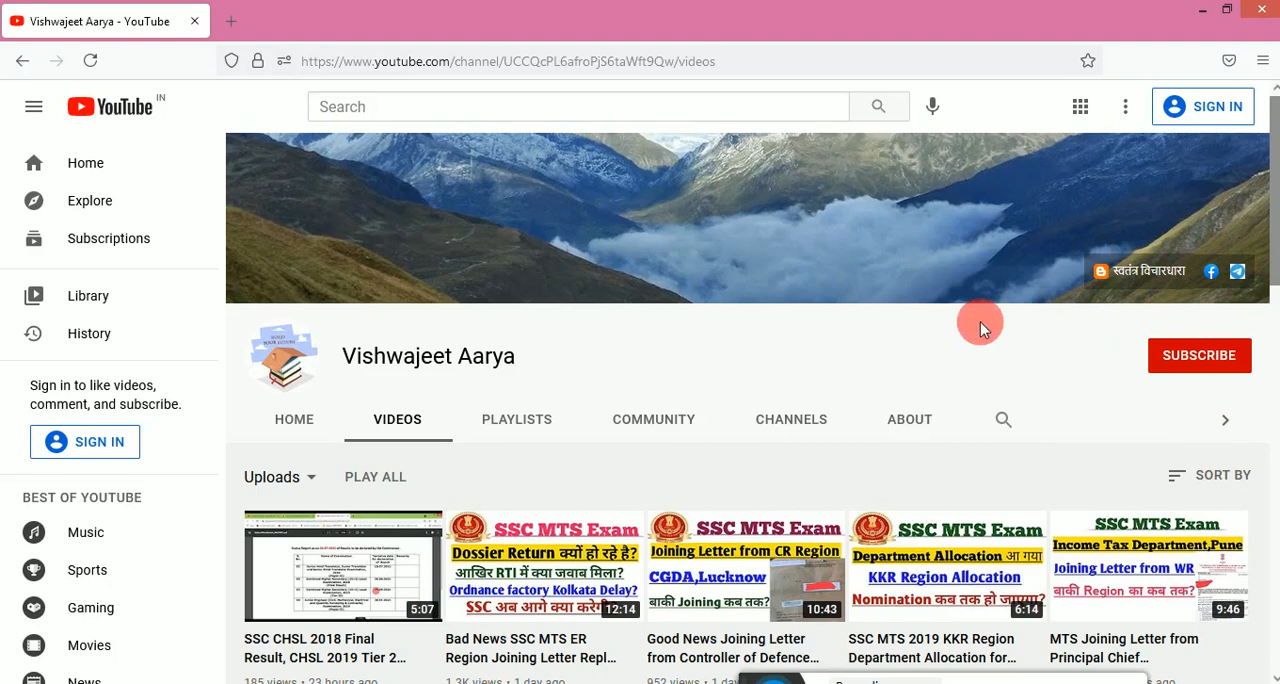 Vishwajeet Aarya - YouTube
https://www.youtube.com/channel/UCCQcPL6afroPjS6taWft9Qw/videos
YouTube IN
Search
SIGN IN
Home
Explore
Subscriptions
Library
History
Sign in to like videos,
comment, and subscribe.
SIGN IN
BEST OF YOUTUBE
Music
Sports
Gaming
Movies
News
स्वतंत्र विचारधारा
Vishwajeet Aarya
SUBSCRIBE
HOME VIDEOS PLAYLISTS COMMUNITY CHANNELS ABOUT
Uploads PLAY ALL SORT BY
5:07
SSC CHSL 2018 Final
Result, CHSL 2019 Tier 2...
185 views • 23 hours ago
SSC MTS Exam
Dossier Return क्यों हो रहे है?
आखिर RTI में क्या जवाब मिला?
Ordnance factory Kolkata Delay?
SSC अब आगे क्या करेगी
12:14
Bad News SSC MTS ER
Region Joining Letter Repl...
1.3K views • 1 day ago
SSC MTS Exam
Joining Letter from CR Region
CGDA,Lucknow
बाकी Joining कब तक?
10:43
Good News Joining Letter
from Controller of Defence...
952 views • 1 day
SSC MTS Exam
Department Allocation आ गया
KKR Region Allocation
Nomination कब तक हो जाएगा
6:14
SSC MTS 2019 KKR Region
Department Allocation for...
SSC MTS Exam
Income Tax Department,Pune
Joining Letter from WR
बाकी Region का कब तक?
9:46
MTS Joining Letter from
Principal Chief...
ago